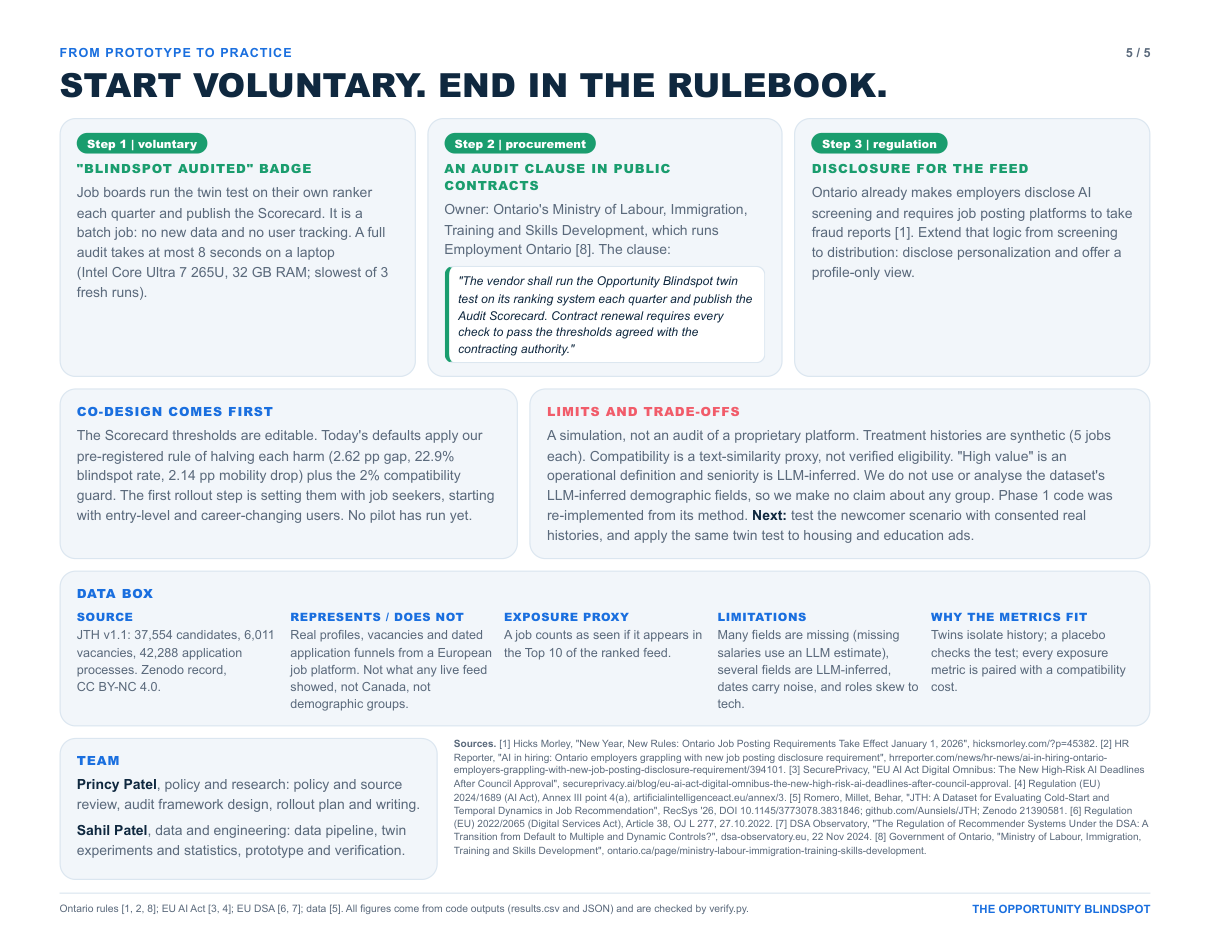 FROM PROTOTYPE TO PRACTICE
5 / 5
START VOLUNTARY. END IN THE RULEBOOK.
Step 1 | voluntary
"BLINDSPOT AUDITED" BADGE
Job boards run the twin test on their own ranker
each quarter and publish the Scorecard. It is a
batch job: no new data and no user tracking. A full
audit takes at most 8 seconds on a laptop
(Intel Core Ultra 7 265U, 32 GB RAM; slowest of 3
fresh runs).
Step 2 | procurement
AN AUDIT CLAUSE IN PUBLIC
CONTRACTS
Owner: Ontario's Ministry of Labour, Immigration,
Training and Skills Development, which runs
Employment Ontario [8]. The clause:
"The vendor shall run the Opportunity Blindspot twin
test on its ranking system each quarter and publish the
Audit Scorecard. Contract renewal requires every
check to pass the thresholds agreed with the
contracting authority."
Step 3 | regulation
DISCLOSURE FOR THE FEED
Ontario already makes employers disclose AI
screening and requires job posting platforms to take
fraud reports [1]. Extend that logic from screening
to distribution: disclose personalization and offer a
profile-only view.
CO-DESIGN COMES FIRST
The Scorecard thresholds are editable. Today's defaults apply our
pre-registered rule of halving each harm (2.62 pp gap, 22.9%
blindspot rate, 2.14 pp mobility drop) plus the 2% compatibility
guard. The first rollout step is setting them with job seekers, starting
with entry-level and career-changing users. No pilot has run yet.
LIMITS AND TRADE-OFFS
A simulation, not an audit of a proprietary platform. Treatment histories are synthetic (5 jobs
each). Compatibility is a text-similarity proxy, not verified eligibility. "High value" is an
operational definition and seniority is LLM-inferred. We do not use or analyse the dataset's
LLM-inferred demographic fields, so we make no claim about any group. Phase 1 code was
re-implemented from its method. Next: test the newcomer scenario with consented real
histories, and apply the same twin test to housing and education ads.
DATA BOX
SOURCE
JTH v1.1: 37,554 candidates, 6,011
vacancies, 42,288 application
processes. Zenodo record,
CC BY-NC 4.0.
REPRESENTS / DOES NOT
Real profiles, vacancies and dated
application funnels from a European
job platform. Not what any live feed
showed, not Canada, not
demographic groups.
EXPOSURE PROXY
A job counts as seen if it appears in
the Top 10 of the ranked feed.
LIMITATIONS
Many fields are missing (missing
salaries use an LLM estimate),
several fields are LLM-inferred,
dates carry noise, and roles skew to
tech.
WHY THE METRICS FIT
Twins isolate history; a placebo
checks the test; every exposure
metric is paired with a compatibility
cost.
TEAM
Princy Patel, policy and research: policy and source
review, audit framework design, rollout plan and writing.
Sahil Patel, data and engineering: data pipeline, twin
experiments and statistics, prototype and verification.
Sources. [1] Hicks Morley, "New Year, New Rules: Ontario Job Posting Requirements Take Effect January 1, 2026", hicksmorley.com/?p=45382. [2] HR
Reporter, "AI in hiring: Ontario employers grappling with new job posting disclosure requirement", hrreporter.com/news/hr-news/ai-in-hiring-ontario-
employers-grappling-with-new-job-posting-disclosure-requirement/394101. [3] SecurePrivacy, "EU AI Act Digital Omnibus: The New High-Risk AI Deadlines
After Council Approval", secureprivacy.ai/blog/eu-ai-act-digital-omnibus-the-new-high-risk-ai-deadlines-after-council-approval. [4] Regulation (EU)
2024/1689 (AI Act), Annex III point 4(a), artificialintelligenceact.eu/annex/3. [5] Romero, Millet, Behar, "JTH: A Dataset for Evaluating Cold-Start and
Temporal Dynamics in Job Recommendation", RecSys '26, DOI 10.1145/3773078.3831846; github.com/Aunsiels/JTH; Zenodo 21390581. [6] Regulation
(EU) 2022/2065 (Digital Services Act), Article 38, OJ L 277, 27.10.2022. [7] DSA Observatory, "The Regulation of Recommender Systems Under the DSA: A
Transition from Default to Multiple and Dynamic Controls?", dsa-observatory.eu, 22 Nov 2024. [8] Government of Ontario, "Ministry of Labour, Immigration,
Training and Skills Development", ontario.ca/page/ministry-labour-immigration-training-skills-development.
Ontario rules [1, 2, 8]; EU AI Act [3, 4]; EU DSA [6, 7]; data [5]. All figures come from code outputs (results.csv and JSON) and are checked by verify.py.
THE OPPORTUNITY BLINDSPOT